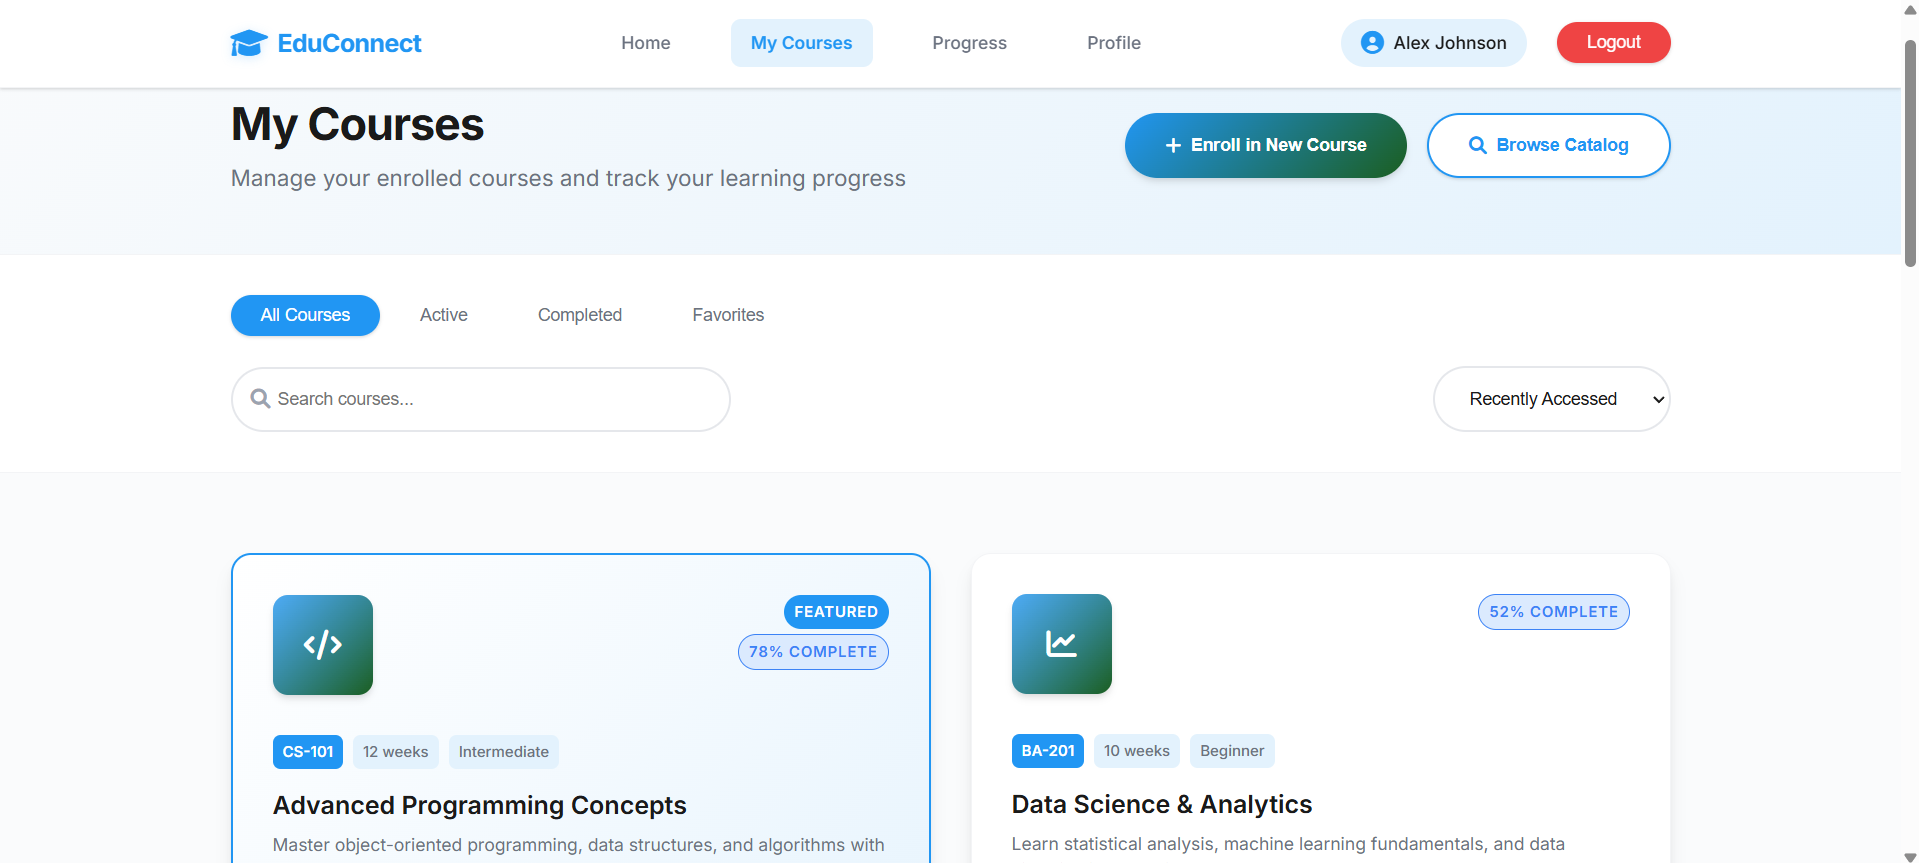 EduConnect
Home
My Courses
Progress
Profile
Alex Johnson
Logout
My Courses
Manage your enrolled courses and track your learning progress
Enroll in New Course
Browse Catalog
All Courses
Active
Completed
Favorites
Search courses...
Recently Accessed
FEATURED
78% COMPLETE
CS-101
12 weeks
Intermediate
Advanced Programming Concepts
Master object-oriented programming, data structures, and algorithms with
52% COMPLETE
BA-201
10 weeks
Beginner
Data Science & Analytics
Learn statistical analysis, machine learning fundamentals, and data